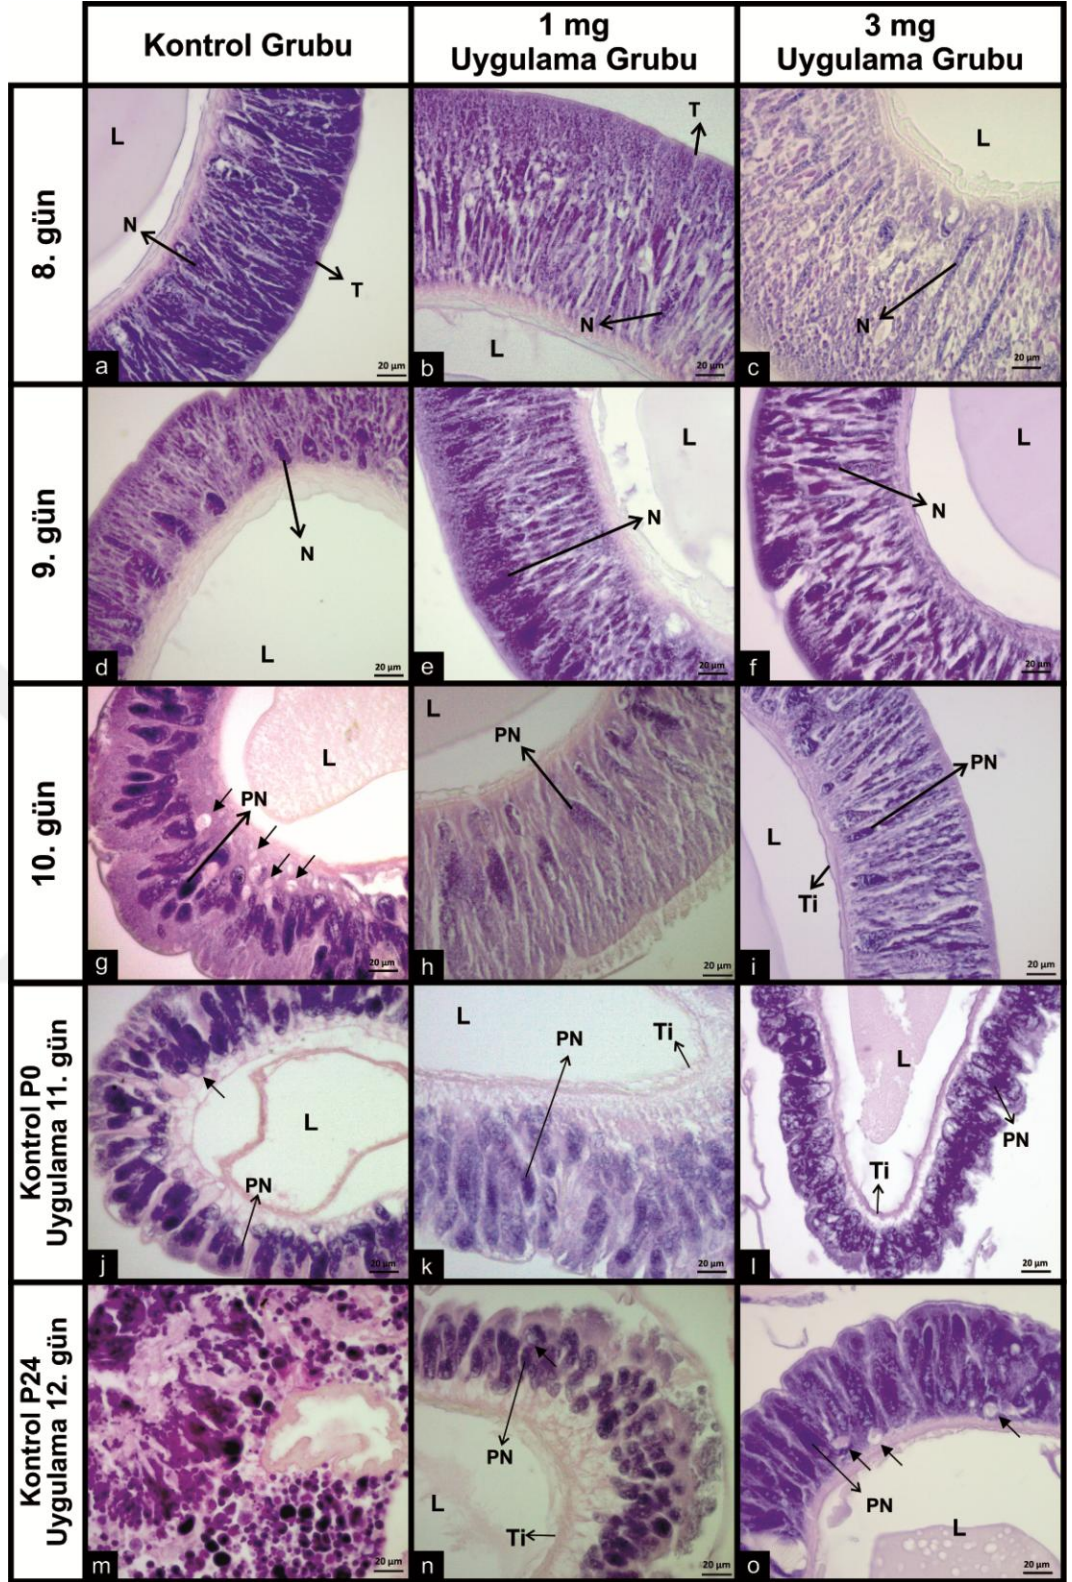 Kontrol Grubu
1 mg
Uygulama Grubu
3 mg
Uygulama Grubu
8. gün
L
N
T
a
20 µm
T
N
L
b
20 µm
L
N
c
20 µm
9. gün
N
L
d
20 µm
L
N
e
20 µm
L
N
f
20 µm
10. gün
L
PN
g
20 µm
L
PN
h
20 µm
PN
L
Ti
i
20 µm
Kontrol P0
Uygulama 11. gün
L
PN
j
20 µm
L
PN
Ti
k
20 µm
L
PN
Ti
l
20 µm
Kontrol P24
Uygulama 12. gün
m
20 µm
PN
L
Ti
n
20 µm
PN
L
o
20 µm